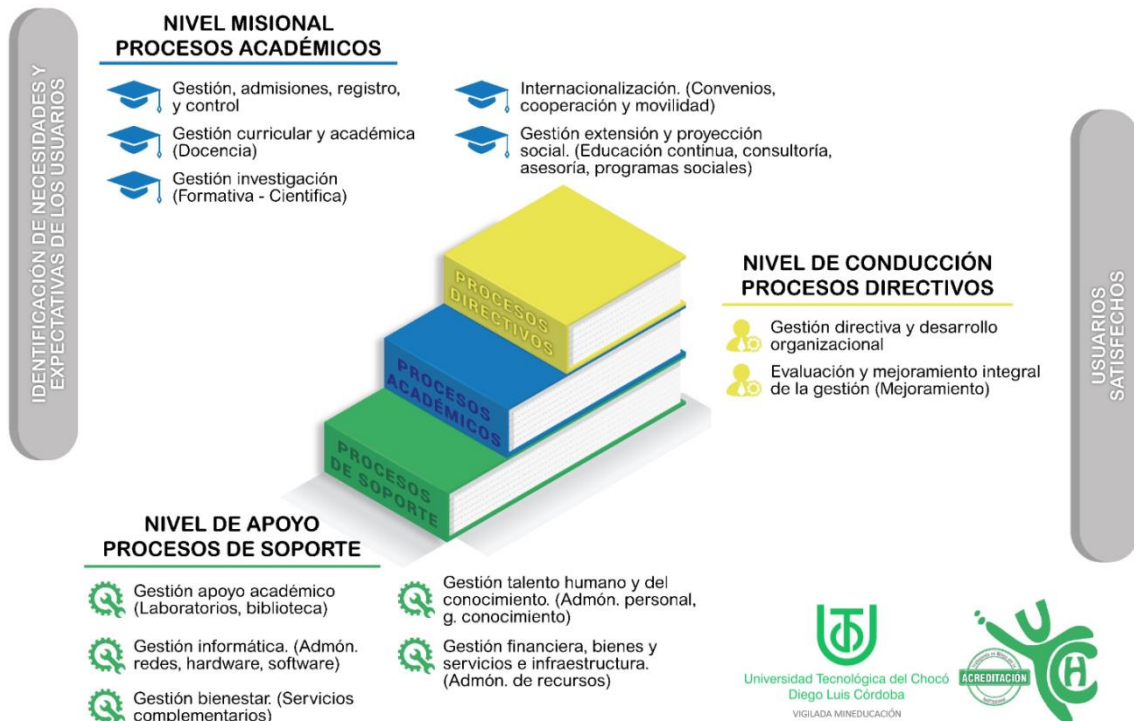 IDENTIFICACIÓN DE NECESIDADES Y
EXPECTATIVAS DE LOS USUARIOS
NIVEL MISIONAL
PROCESOS ACADÉMICOS
Gestión, admisiones, registro,
y control
Gestión curricular y académica
(Docencia)
Gestión investigación
(Formativa - Cientifica)
Internacionalización. (Convenios,
cooperación y movilidad)
Gestión extensión y proyección
social. (Educación continua, consultoría,
asesoría, programas sociales)
PROCESOS
DIRECTIVOS
PROCESOS
ACADÉMICOS
PROCESOS
DE SOPORTE
NIVEL DE CONDUCCIÓN
PROCESOS DIRECTIVOS
Gestión directiva y desarrollo
organizacional
Evaluación y mejoramiento integral
de la gestión (Mejoramiento)
USUARIOS
SATISFECHOS
NIVEL DE APOYO
PROCESOS DE SOPORTE
Gestión apoyo académico
(Laboratorios, biblioteca)
Gestión informática. (Admón.
redes, hardware, software)
Gestión bienestar. (Servicios
complementarios)
Gestión talento humano y del
conocimiento. (Admón. personal,
g. conocimiento)
Gestión financiera, bienes y
servicios e infraestructura.
(Admón. de recursos)
Universidad Tecnológica del Chocó
Diego Luis Córdoba
VIGILADA MINEDUCACIÓN
ACREDITACIÓN